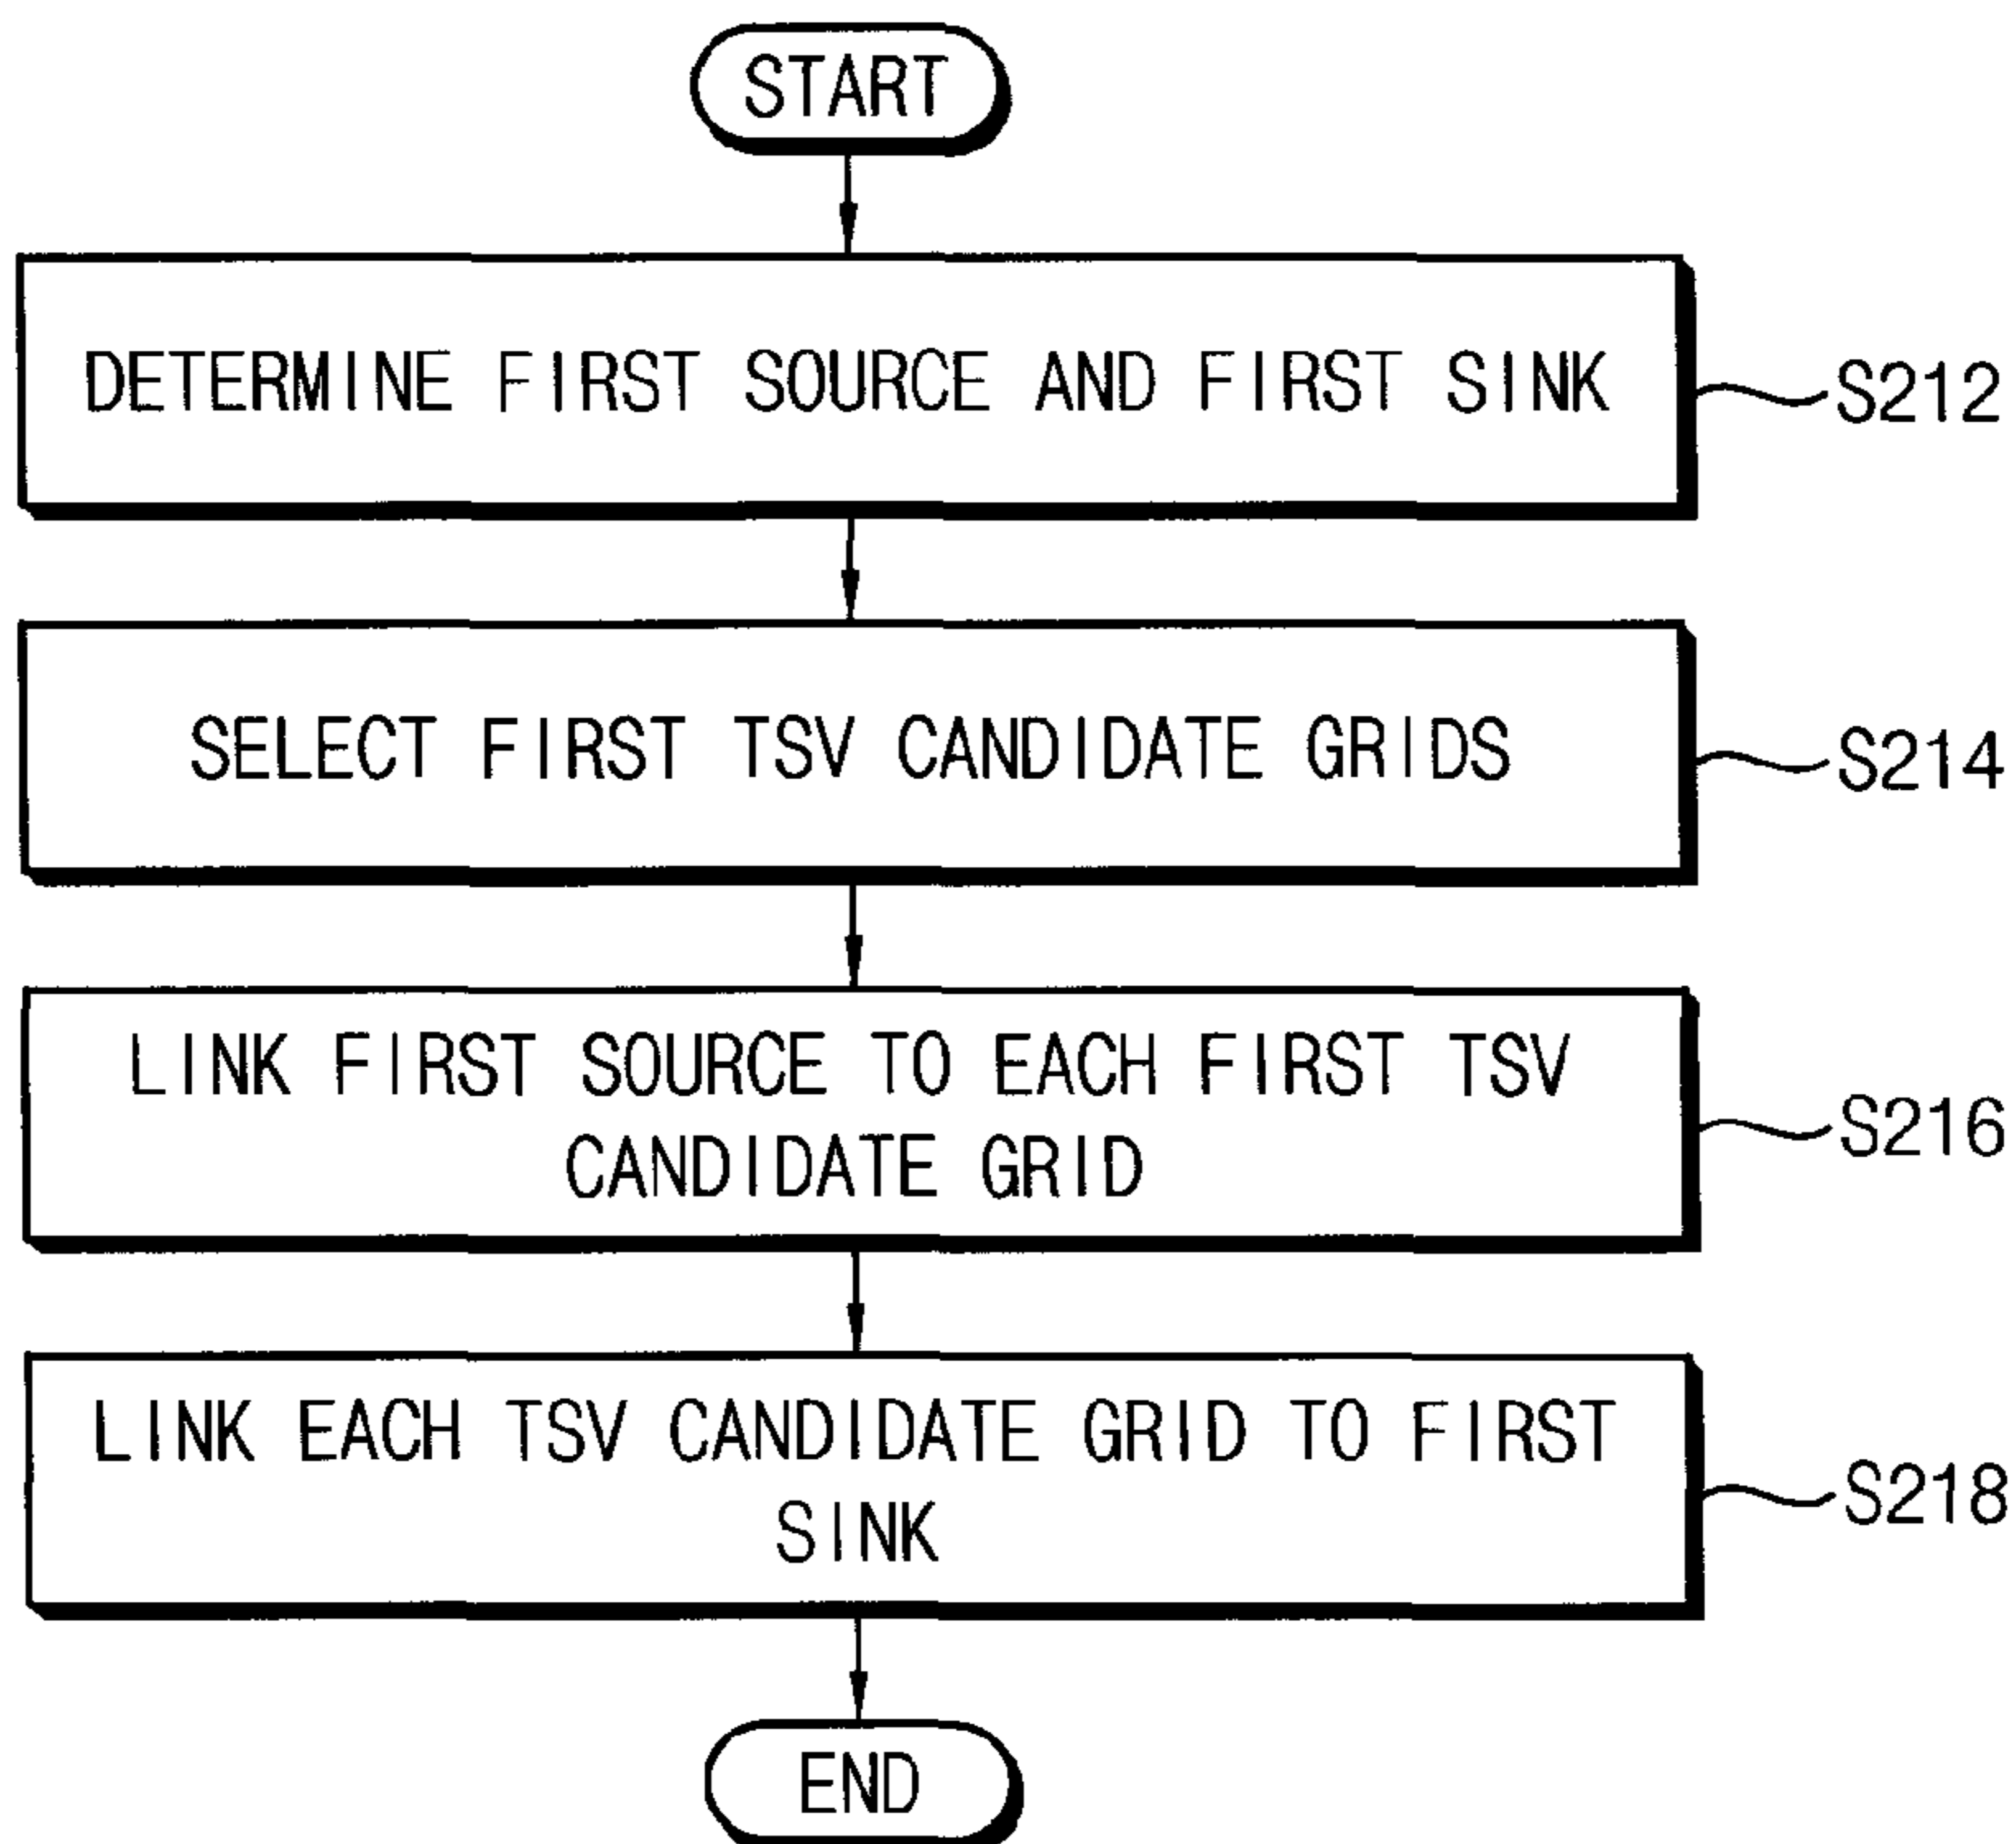 START
DETERMINE FIRST SOURCE AND FIRST SINK
S212
SELECT FIRST TSV CANDIDATE GRIDS
S214
LINK FIRST SOURCE TO EACH FIRST TSV
CANDIDATE GRID
S216
LINK EACH TSV CANDIDATE GRID TO FIRST
SINK
S218
END